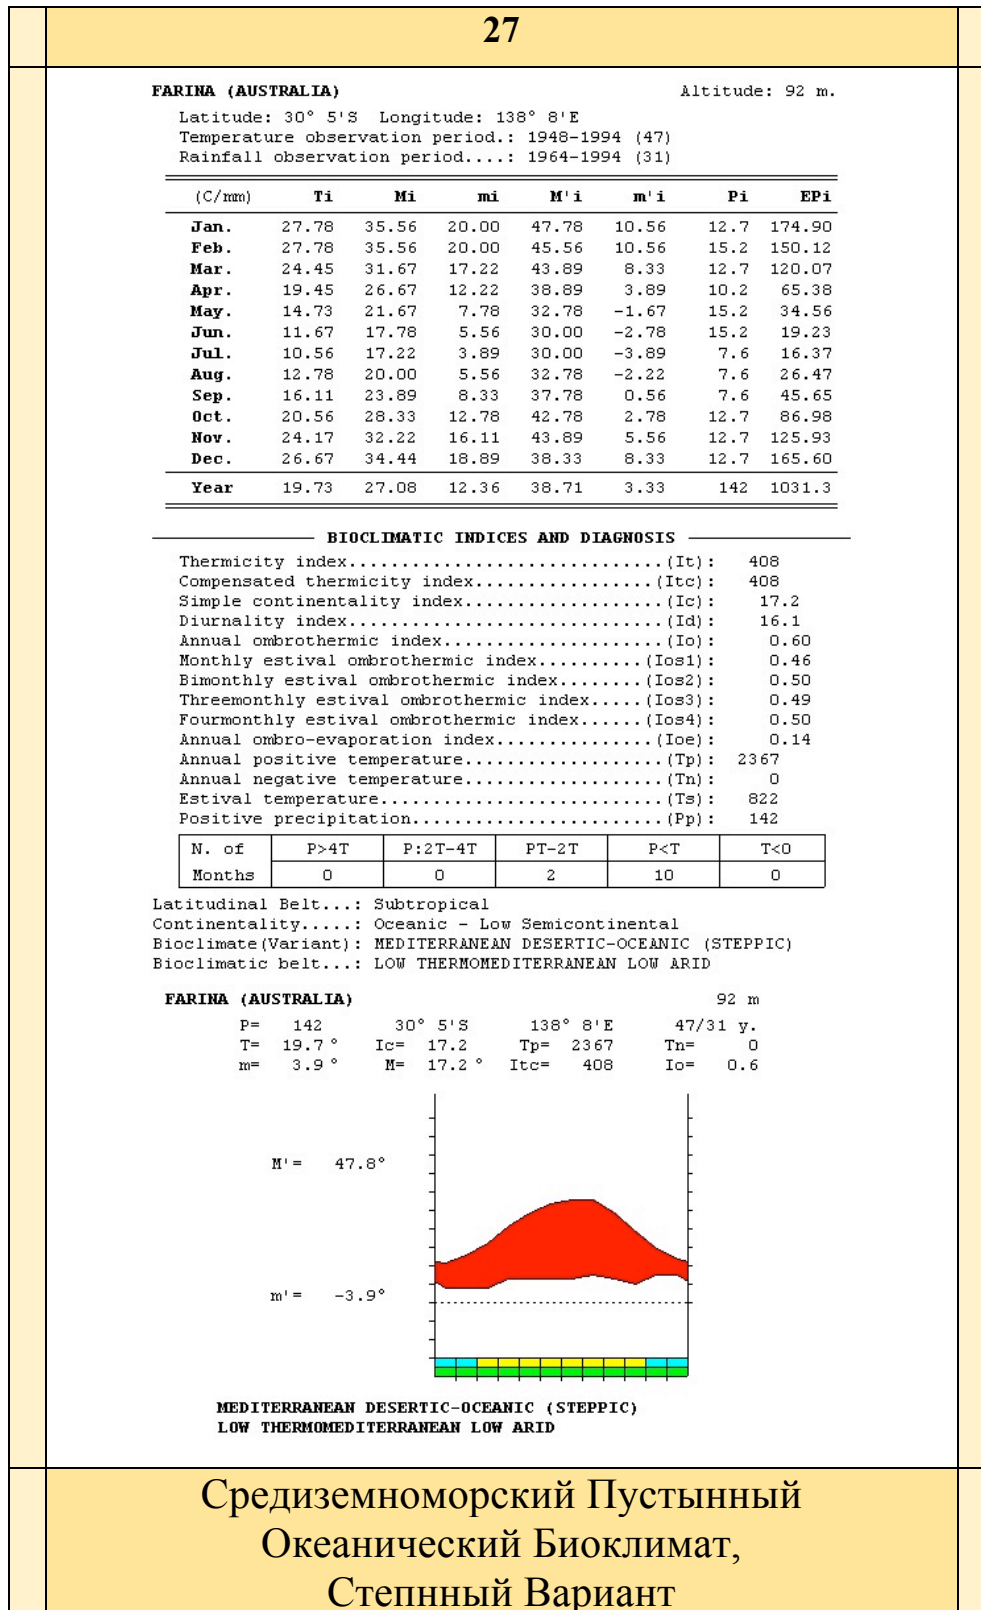 27
FARINA (AUSTRALIA) Altitude: 92 m.
Latitude: 30° 5'S Longitude: 138° 8'E
Temperature observation period.: 1948-1994 (47)
Rainfall observation period....: 1964-1994 (31)
(C/mm) Ti Mi mi M'i m'i Pi EPi
Jan. 27.78 35.56 20.00 47.78 10.56 12.7 174.90
Feb. 27.78 35.56 20.00 45.56 10.56 15.2 150.12
Mar. 24.45 31.67 17.22 43.89 8.33 12.7 120.07
Apr. 19.45 26.67 12.22 38.89 3.89 10.2 65.38
May. 14.73 21.67 7.78 32.78 -1.67 15.2 34.56
Jun. 11.67 17.78 5.56 30.00 -2.78 15.2 19.23
Jul. 10.56 17.22 3.89 30.00 -3.89 7.6 16.37
Aug. 12.78 20.00 5.56 32.78 -2.22 7.6 26.47
Sep. 16.11 23.89 8.33 37.78 0.56 7.6 45.65
Oct. 20.56 28.33 12.78 42.78 2.78 12.7 86.98
Nov. 24.17 32.22 16.11 43.89 5.56 12.7 125.93
Dec. 26.67 34.44 18.89 38.33 8.33 12.7 165.60
Year 19.73 27.08 12.36 38.71 3.33 142 1031.3
BIOCLIMATIC INDICES AND DIAGNOSIS
Thermicity index..............................(It): 408
Compensated thermicity index.................(Itc): 408
Simple continentality index...................(Ic): 17.2
Diurnality index..............................(Id): 16.1
Annual ombrothermic index.....................(Io): 0.60
Monthly estival ombrothermic index..........(Ios1): 0.46
Bimonthly estival ombrothermic index........(Ios2): 0.50
Threemonthly estival ombrothermic index.....(Ios3): 0.49
Fourmonthly estival ombrothermic index......(Ios4): 0.50
Annual ombro-evaporation index...............(Ioe): 0.14
Annual positive temperature...................(Tp): 2367
Annual negative temperature...................(Tn): 0
Estival temperature...........................(Ts): 822
Positive precipitation........................(Pp): 142
N. of P>4T P:2T-4T PT-2T P<T T<0
Months 0 0 2 10 0
Latitudinal Belt...: Subtropical
Continentality.....: Oceanic - Low Semicontinental
Bioclimate(Variant): MEDITERRANEAN DESERTIC-OCEANIC (STEPPIC)
Bioclimatic belt...: LOW THERMOMEDITERRANEAN LOW ARID
FARINA (AUSTRALIA) 92 m
P= 142 30° 5'S 138° 8'E 47/31 y.
T= 19.7 ° Ic= 17.2 Tp= 2367 Tn= 0
m= 3.9 ° M= 17.2 ° Itc= 408 Io= 0.6
M'= 47.8°
m'= -3.9°
MEDITERRANEAN DESERTIC-OCEANIC (STEPPIC)
LOW THERMOMEDITERRANEAN LOW ARID
Средиземноморский Пустынный
Океанический Биоклимат,
Степнный Вариант